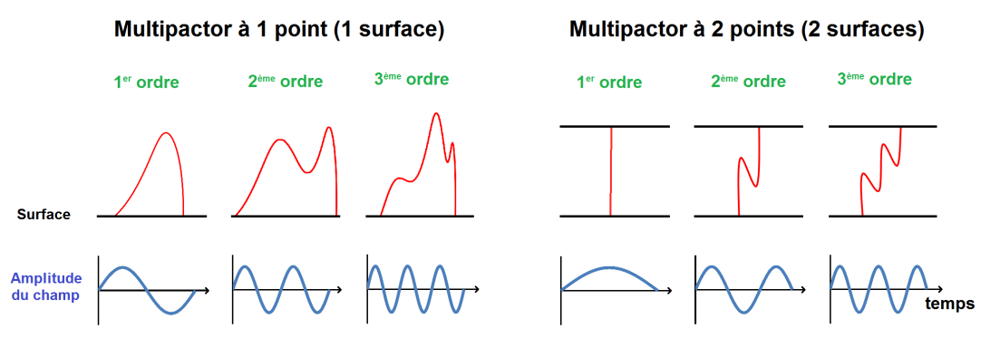 Multipactor à 1 point (1 surface)
Multipactor à 2 points (2 surfaces)
1er ordre
2ème ordre
3ème ordre
1er ordre
2ème ordre
3ème ordre
Surface
Amplitude
du champ
temps